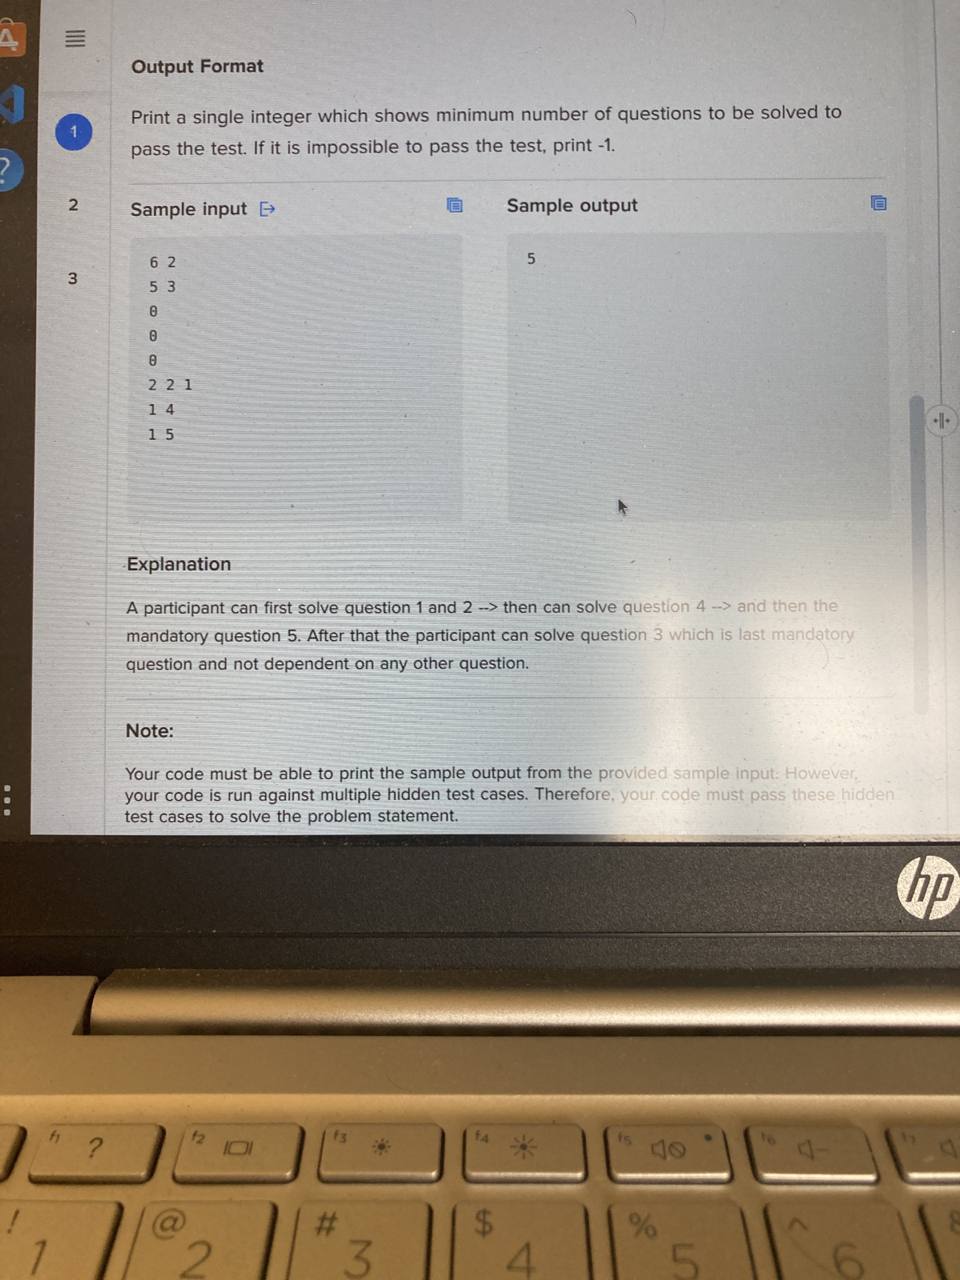 Output Format
Print a single integer which shows minimum number of questions to be solved to
pass the test. If it is impossible to pass the test, print -1.
1
2
3
Sample input
Sample output
6 2
5 3
0
0
0
2 2 1
1 4
1 5
5
Explanation
A participant can first solve question 1 and 2 --> then can solve question 4 --> and then the
mandatory question 5. After that the participant can solve question 3 which is last mandatory
question and not dependent on any other question.
Note:
Your code must be able to print the sample output from the provided sample input. However,
your code is run against multiple hidden test cases. Therefore, your code must pass these hidden
test cases to solve the problem statement.
hp
f1 ?
f2
f3
f4
f5
f6
f7
! 1
@ 2
# 3
$ 4
% 5
^ 6